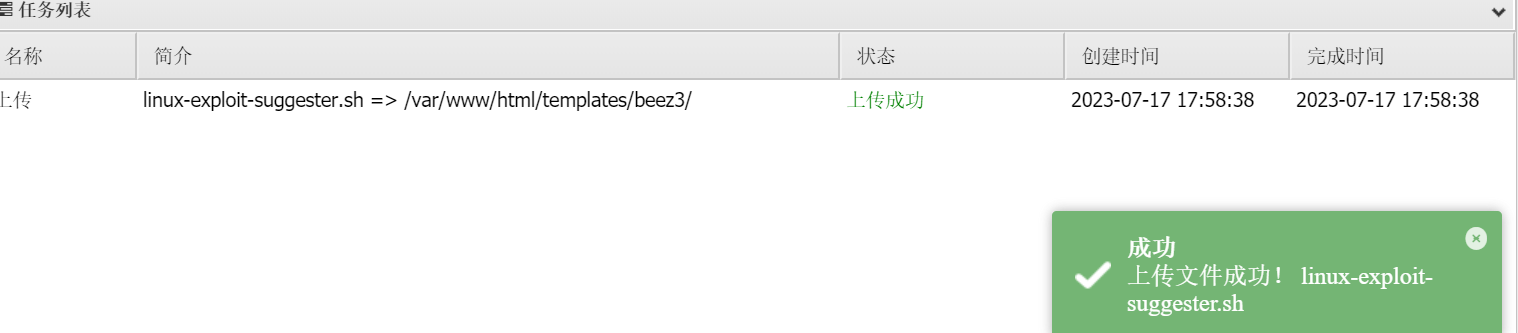 任务列表
名称 简介 状态 创建时间 完成时间
上传 linux-exploit-suggester.sh => /var/www/html/templates/beez3/ 上传成功 2023-07-17 17:58:38 2023-07-17 17:58:38
成功
上传文件成功！ linux-exploit-
suggester.sh